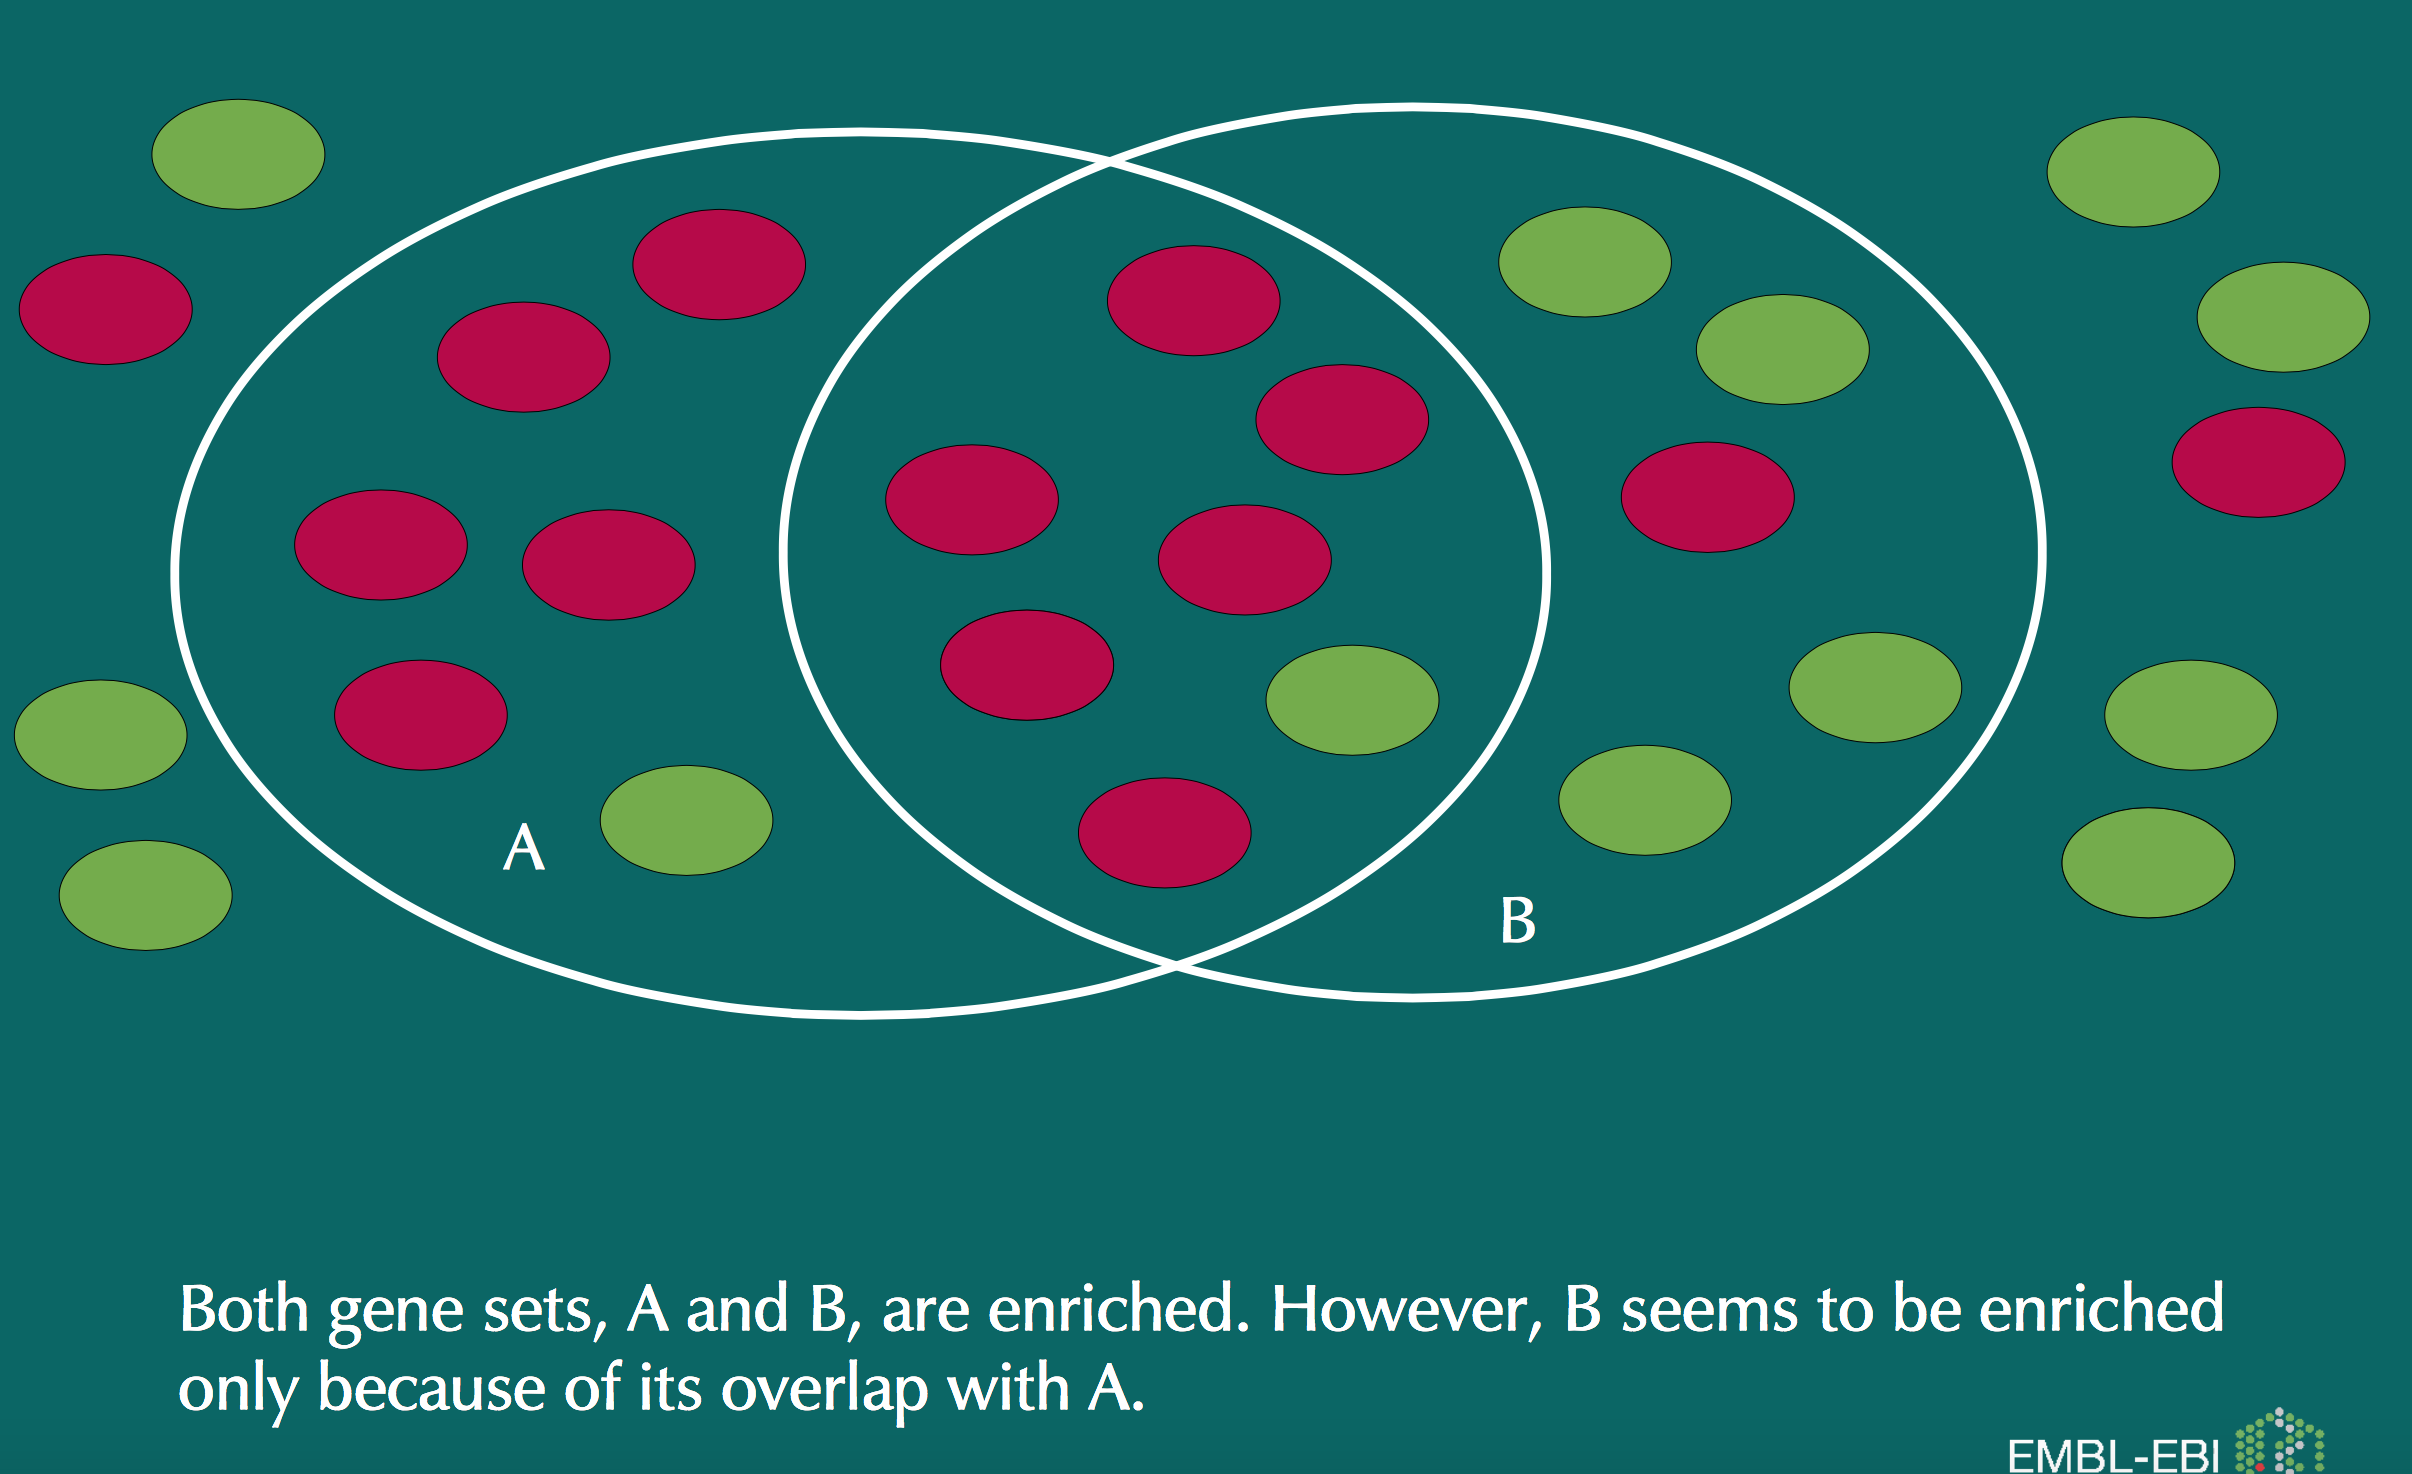 A
B
Both gene sets, A and B, are enriched. However, B seems to be enriched
only because of its overlap with A.
EMBL-EBI